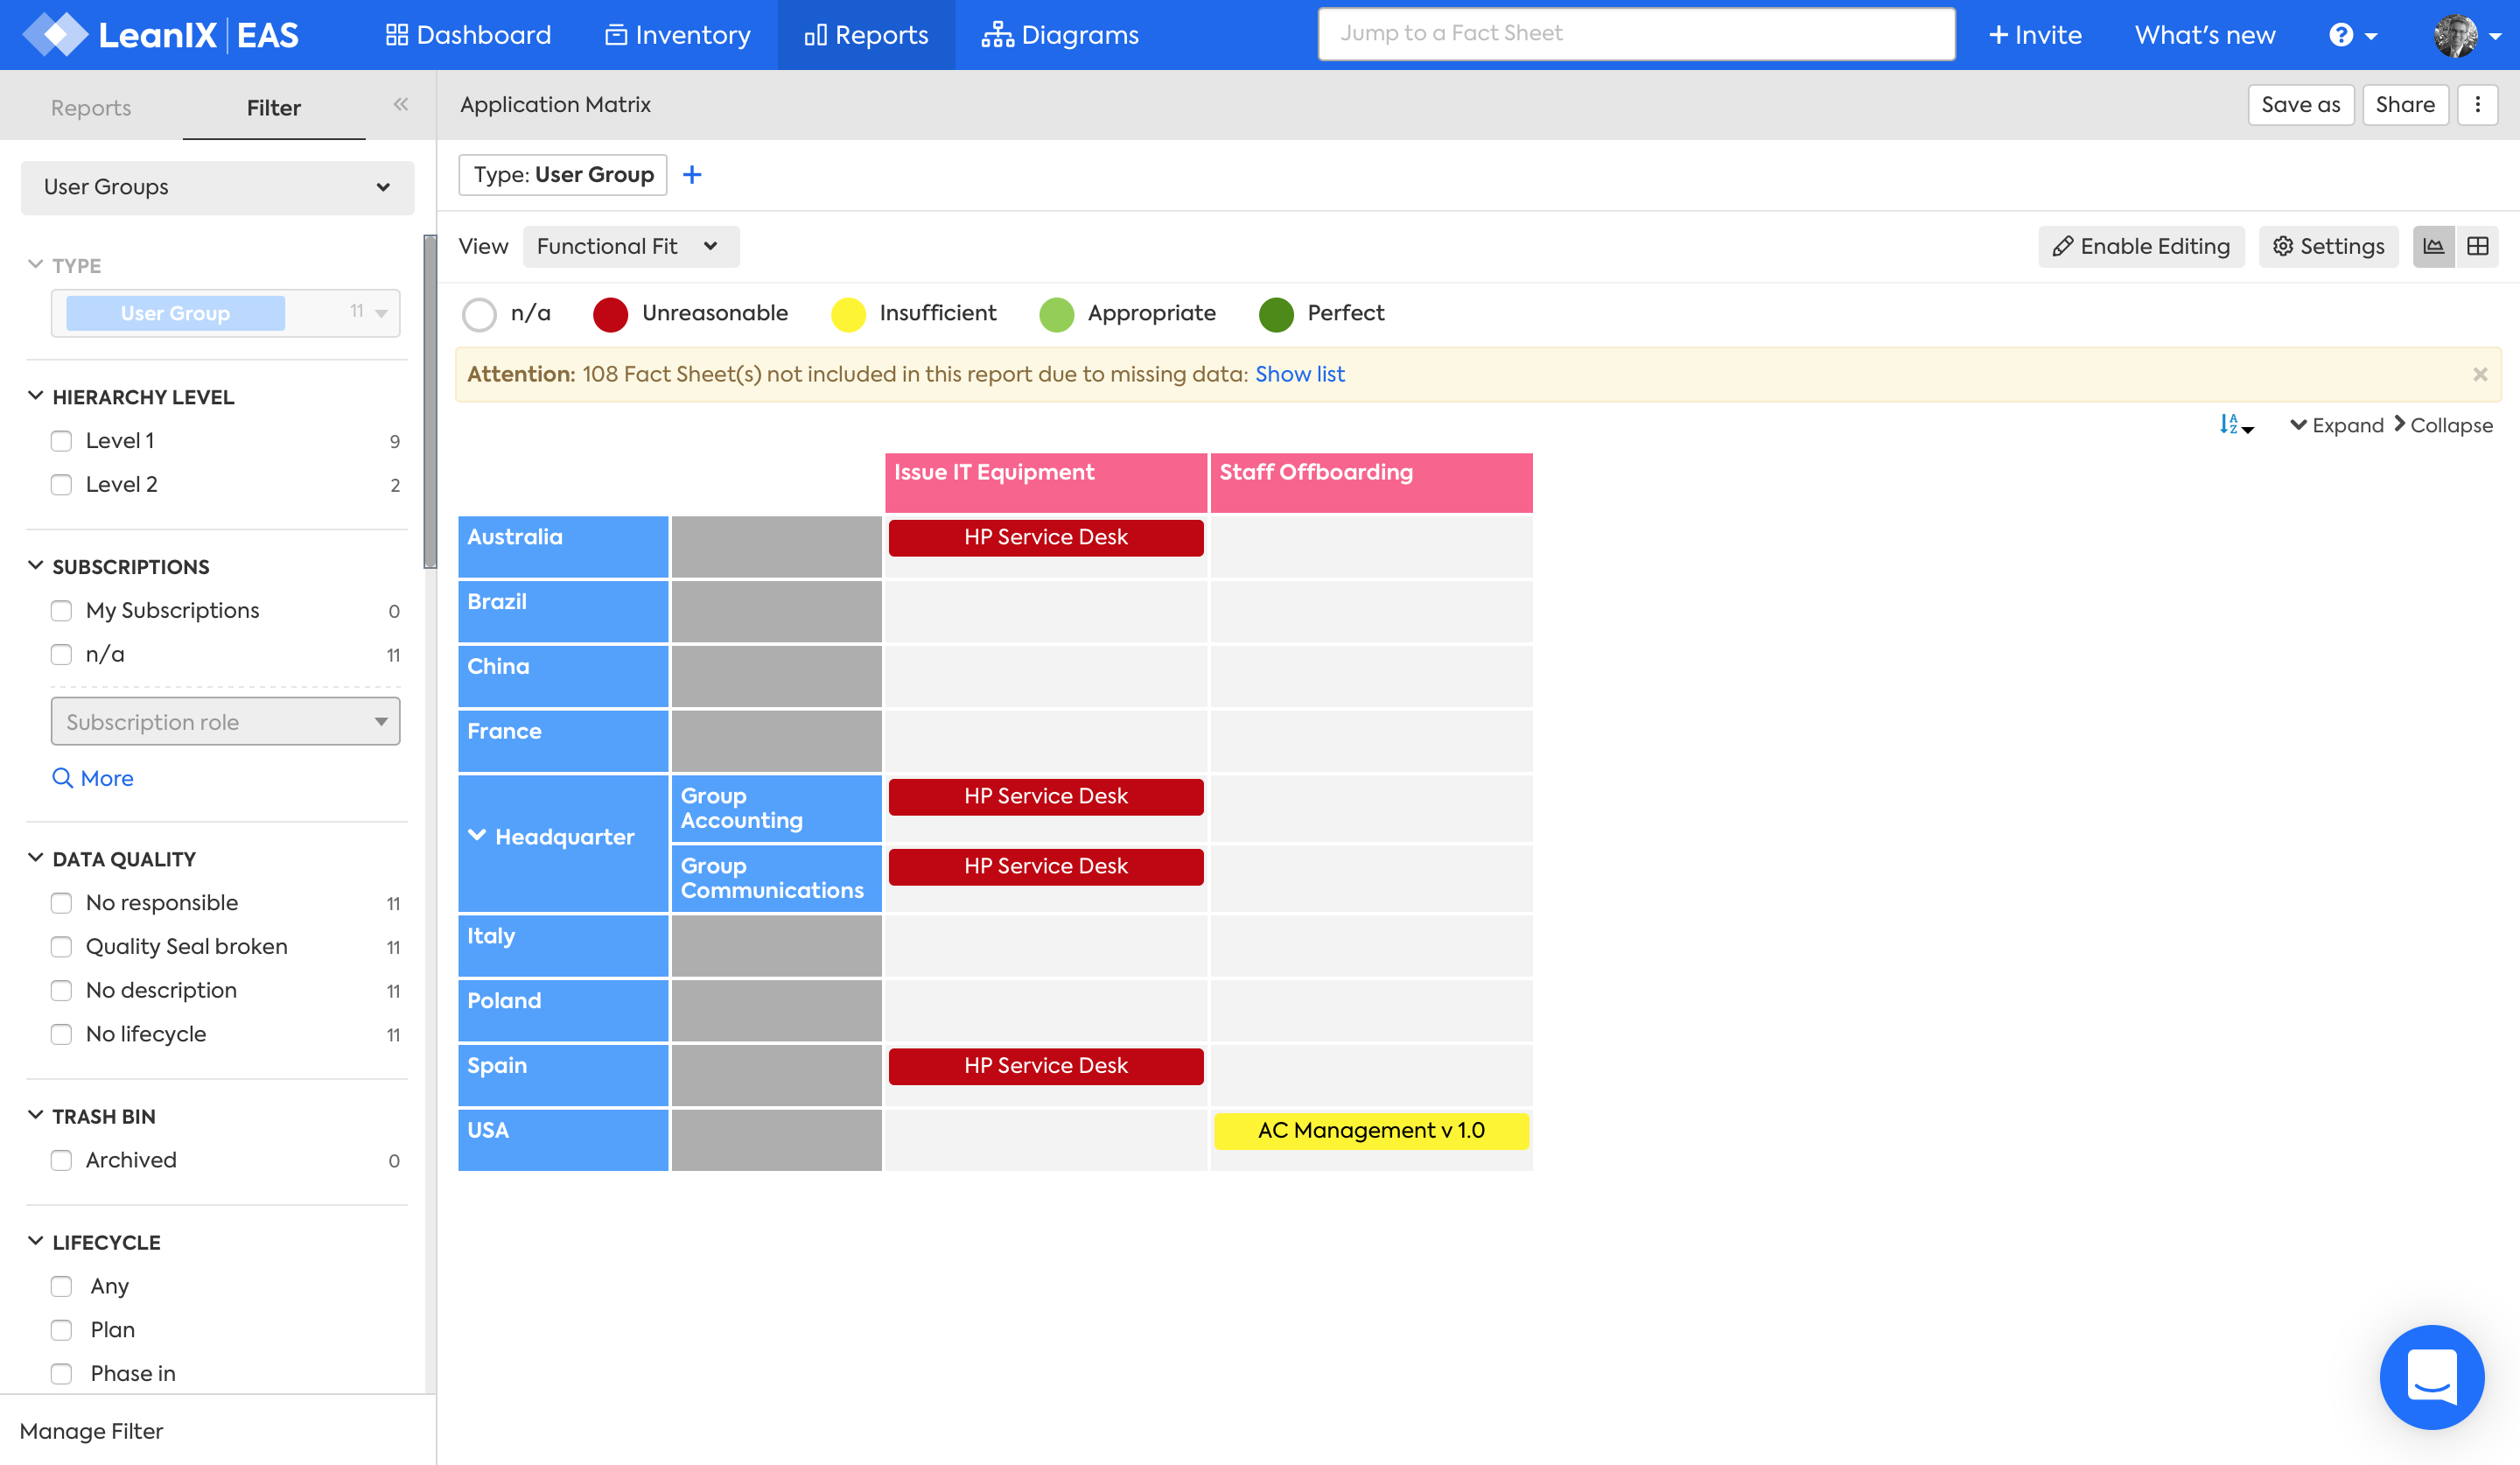 LeanIX EAS
Dashboard
Inventory
Reports
Diagrams
Jump to a Fact Sheet
+ Invite
What's new
?
Reports
Filter
Application Matrix
Save as
Share
User Groups
Type: User Group +
View
Functional Fit
Enable Editing
Settings
TYPE
User Group 11
n/a
Unreasonable
Insufficient
Appropriate
Perfect
Attention: 108 Fact Sheet(s) not included in this report due to missing data: Show list ×
HIERARCHY LEVEL
Level 1 9
Level 2 2
SUBSCRIPTIONS
My Subscriptions 0
n/a 11
Subscription role
More
DATA QUALITY
No responsible 11
Quality Seal broken 11
No description 11
No lifecycle 11
TRASH BIN
Archived 0
LIFECYCLE
Any
Plan
Phase in
Manage Filter
A Z
Expand
Collapse
Issue IT Equipment
Staff Offboarding
Australia
HP Service Desk
Brazil
China
France
Headquarter
Group
Accounting
HP Service Desk
Group
Communications
HP Service Desk
Italy
Poland
Spain
HP Service Desk
USA
AC Management v 1.0